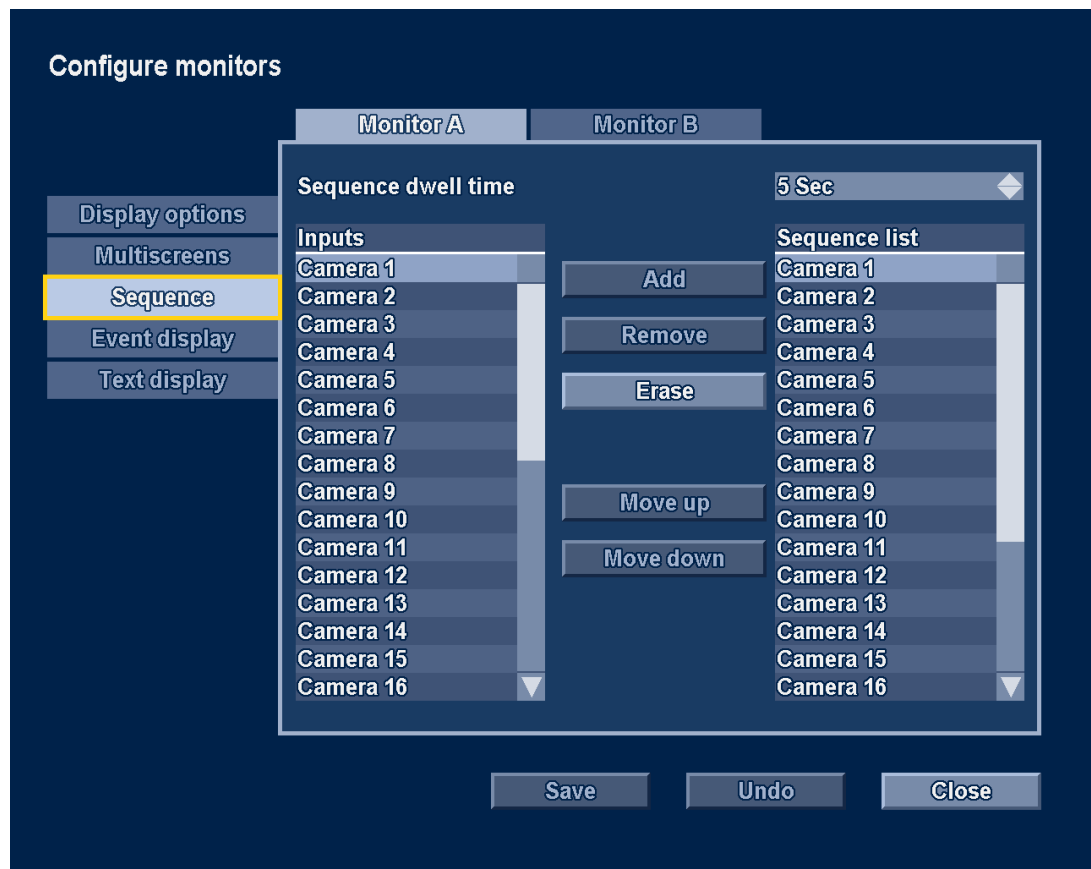 Configure monitors
Monitor A Monitor B
Sequence dwell time 5 Sec
Display options
Multiscreens
Sequence
Event display
Text display
Inputs
Camera 1
Camera 2
Camera 3
Camera 4
Camera 5
Camera 6
Camera 7
Camera 8
Camera 9
Camera 10
Camera 11
Camera 12
Camera 13
Camera 14
Camera 15
Camera 16
Add
Remove
Erase
Move up
Move down
Sequence list
Camera 1
Camera 2
Camera 3
Camera 4
Camera 5
Camera 6
Camera 7
Camera 8
Camera 9
Camera 10
Camera 11
Camera 12
Camera 13
Camera 14
Camera 15
Camera 16
Save Undo Close